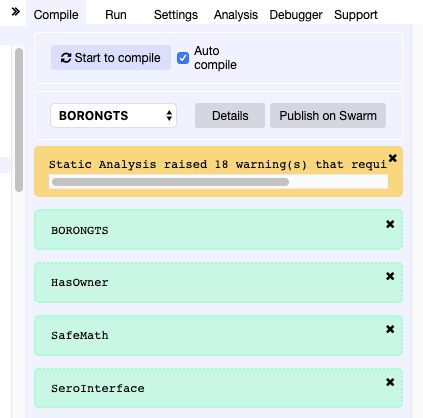 Compile Run Settings Analysis Debugger Support
Start to compile
Auto
compile
BORONGTS Details Publish on Swarm
Static Analysis raised 18 warning(s) that requi
BORONGTS
HasOwner
SafeMath
SeroInterface